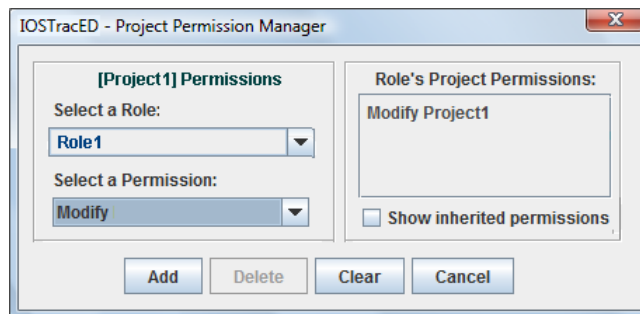 IOSTracED - Project Permission Manager
[Project1] Permissions
Select a Role:
Role1
Select a Permission:
Modify
Role's Project Permissions:
Modify Project1
Show inherited permissions
Add Delete Clear Cancel